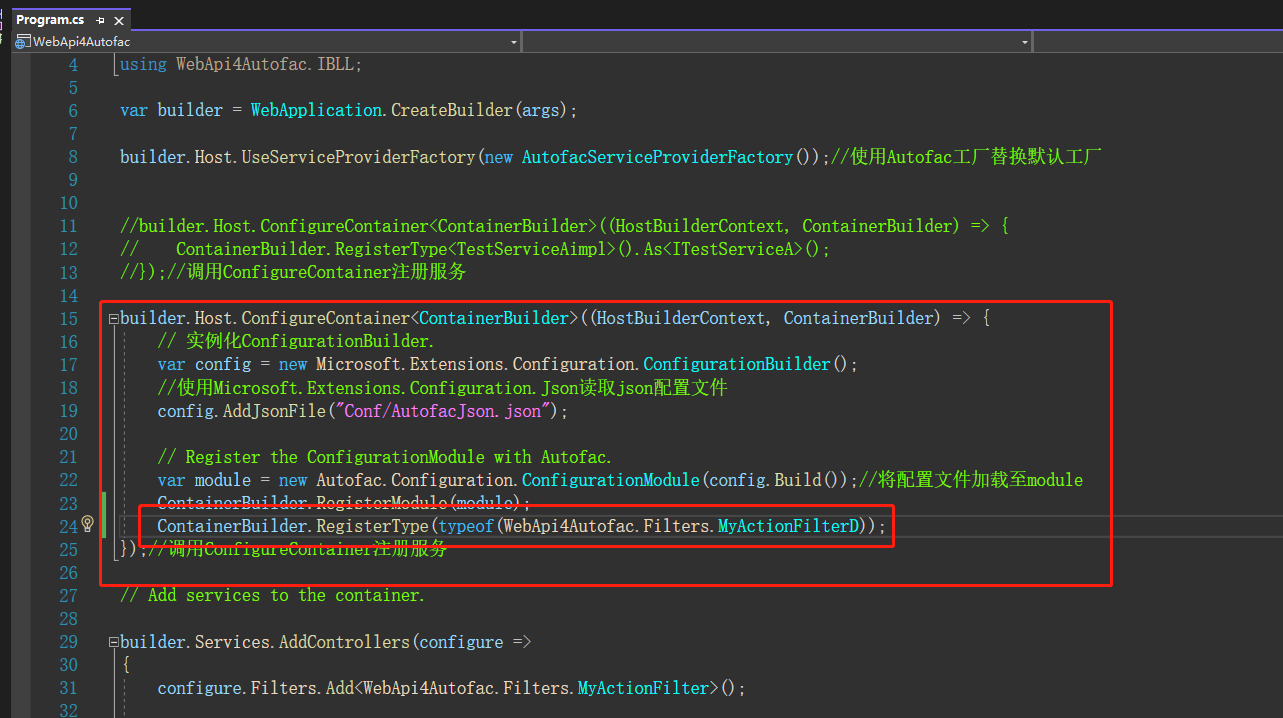 Program.cs
WebApi4Autofac
4 using WebApi4Autofac.IBLL;
5
6 var builder = WebApplication.CreateBuilder(args);
7
8 builder.Host.UseServiceProviderFactory(new AutofacServiceProviderFactory());//使用Autofac工厂替换默认工厂
9
10
11 //builder.Host.ConfigureContainer<ContainerBuilder>((HostBuilderContext, ContainerBuilder) => {
12 //    ContainerBuilder.RegisterType<TestServiceAimpl>().As<ITestServiceA>();
13 //});//调用ConfigureContainer注册服务
14
15 builder.Host.ConfigureContainer<ContainerBuilder>((HostBuilderContext, ContainerBuilder) => {
16     // 实例化ConfigurationBuilder.
17     var config = new Microsoft.Extensions.Configuration.ConfigurationBuilder();
18     //使用Microsoft.Extensions.Configuration.Json读取json配置文件
19     config.AddJsonFile("Conf/AutofacJson.json");
20
21     // Register the ConfigurationModule with Autofac.
22     var module = new Autofac.Configuration.ConfigurationModule(config.Build());//将配置文件加载至module
23     ContainerBuilder.RegisterModule(module);
24     ContainerBuilder.RegisterType(typeof(WebApi4Autofac.Filters.MyActionFilterD));
25 });//调用ConfigureContainer注册服务
26
27 // Add services to the container.
28
29 builder.Services.AddControllers(configure =>
30 {
31     configure.Filters.Add<WebApi4Autofac.Filters.MyActionFilter>();
32